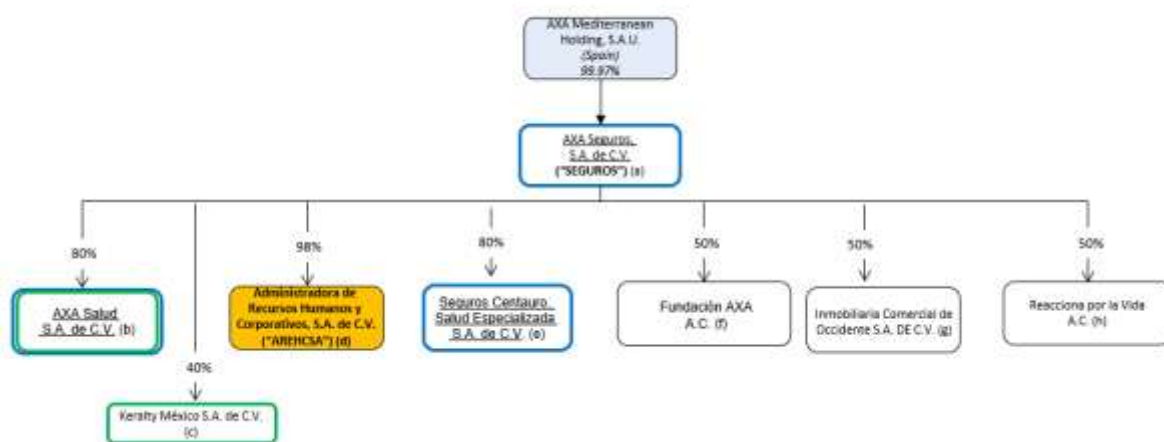 AXA Mediterranean
Holding, S.A.U.
(Spain)
99.97%
AXA Seguros,
S.A. de C.V.
("SEGUROS") (a)
80%
98%
80%
50%
50%
50%
AXA Salud
S.A. de C.V. (b)
Administradora de
Recursos Humanos y
Corporativos, S.A. de C.V.
("AREHCSA") (d)
Seguros Centauro,
Salud Especializada
S.A. de C.V. (e)
Fundación AXA
A.C. (f)
Inmobiliaria Comercial de
Occidente S.A. DE C.V. (g)
Reacciona por la Vida
A.C. (h)
40%
Keralty México S.A. de C.V.
(c)